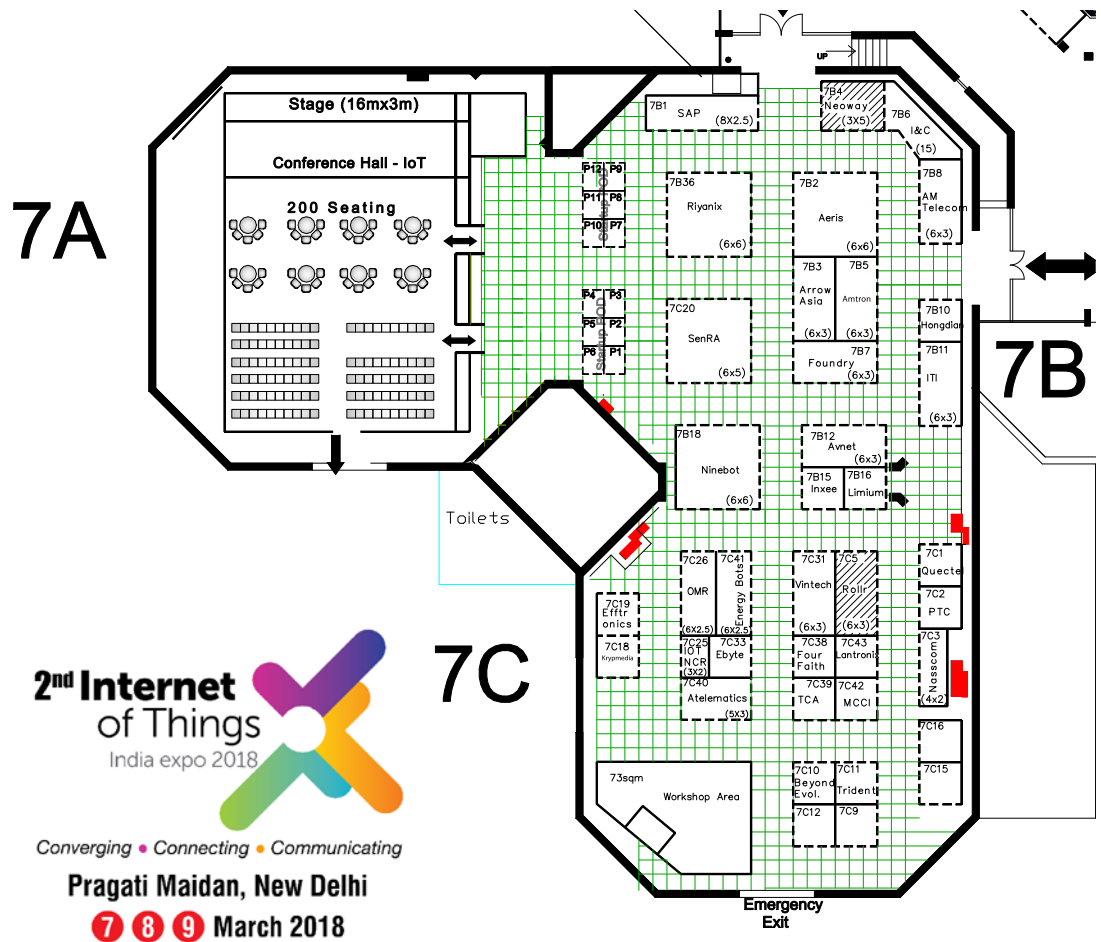 UP
Stage (16mx3m)
Conference Hall - IoT
200 Seating
7A
7B1
SAP
(8X2.5)
7B4
Neoway
(3X5)
7B6
I&C
(15)
7B8
AM
Telecom
(6x3)
P12 P9
P11 P8
P10 P7
Startup POD
7B36
Riyanix
(6x6)
7B2
Aeris
(6x6)
7B3
Arrow
Asia
(6x3)
7B5
Amtron
(6x3)
7B7
Foundry
(6x3)
P4 P3
P5 P2
P6 P1
Startup POD
7C20
SenRA
(6x5)
7B10
Hongdian
7B11
ITI
(6x3)
7B
7B18
Ninebot
(6x6)
7B12
Avnet
(6x3)
7B15
Inxee
7B16
Limium
Toilets
7C26
OMR
(6X2.5)
7C41
Energy Bots
(6X2.5)
7C31
Vintech
(6x3)
7C5
Rollr
(6x3)
7C1
Quectel
7C2
PTC
7C3
Nasscom
(4x2)
7C19
Efftr
onics
7C18
Krypmedia
7C25
IOT
NCR
(3X2)
7C33
Ebyte
7C40
Atelematics
(5X3)
7C38
Four
Faith
7C43
Lantronix
7C39
TCA
7C42
MCCI
7C16
7C15
7C
73sqm
Workshop Area
7C10
Beyond
Evol.
7C11
Trident
7C12
7C9
Emergency
Exit
2nd Internet
of Things
India expo 2018
Converging • Connecting • Communicating
Pragati Maidan, New Delhi
7 8 9 March 2018